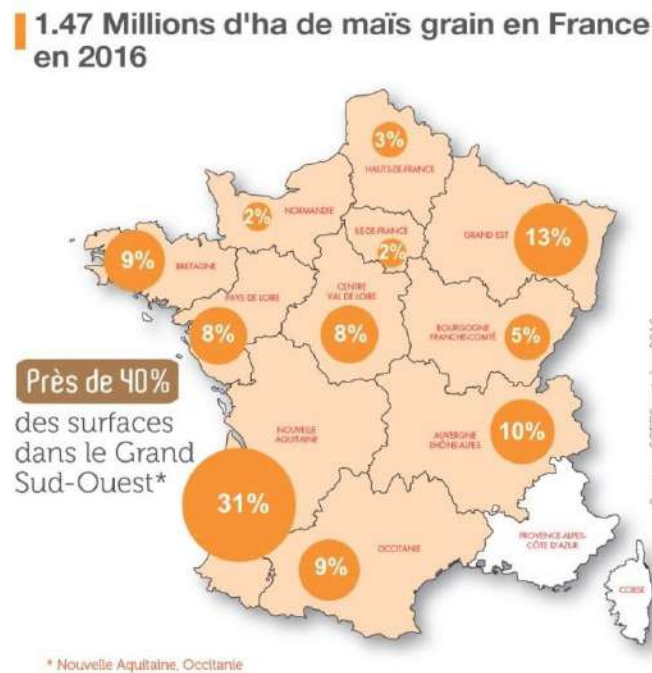 1.47 Millions d'ha de maïs grain en France
en 2016
3%
HAUTS-DE-FRANCE
2%
NORMANDIE
ILE-DE-FRANCE
2%
GRAND EST
13%
9%
BRETAGNE
PAYS DE LOIRE
8%
CENTRE
VAL DE LOIRE
8%
BOURGOGNE
FRANCHE-COMTÉ
5%
Près de 40%
des surfaces
dans le Grand
Sud-Ouest*
NOUVELLE
AQUITAINE
31%
AUVERGNE
RHÔNE-ALPES
10%
OCCITANIE
9%
PROVENCE-ALPES-
CÔTE D'AZUR
CORSE
* Nouvelle Aquitaine, Occitanie